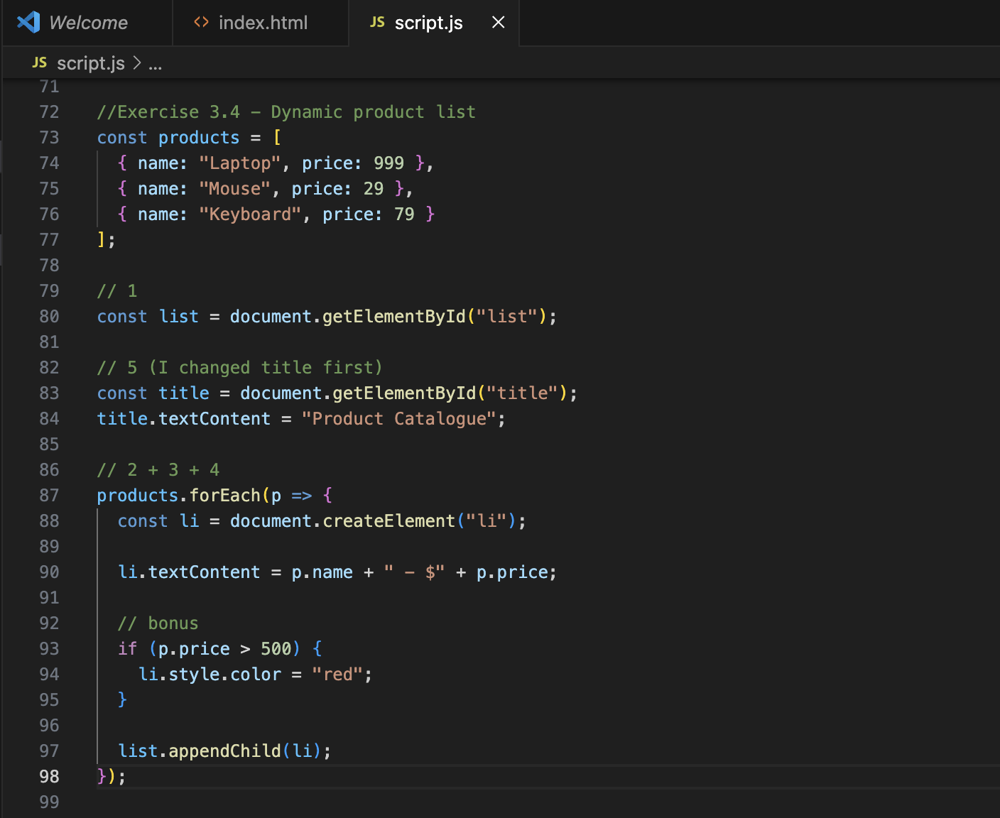 Welcome
<> index.html
JS script.js
JS script.js > ...
71
72 //Exercise 3.4 - Dynamic product list
73 const products = [
74   { name: "Laptop", price: 999 },
75   { name: "Mouse", price: 29 },
76   { name: "Keyboard", price: 79 }
77 ];
78
79 // 1
80 const list = document.getElementById("list");
81
82 // 5 (I changed title first)
83 const title = document.getElementById("title");
84 title.textContent = "Product Catalogue";
85
86 // 2 + 3 + 4
87 products.forEach(p => {
88   const li = document.createElement("li");
89
90   li.textContent = p.name + " - $" + p.price;
91
92   // bonus
93   if (p.price > 500) {
94     li.style.color = "red";
95   }
96
97   list.appendChild(li);
98 });
99